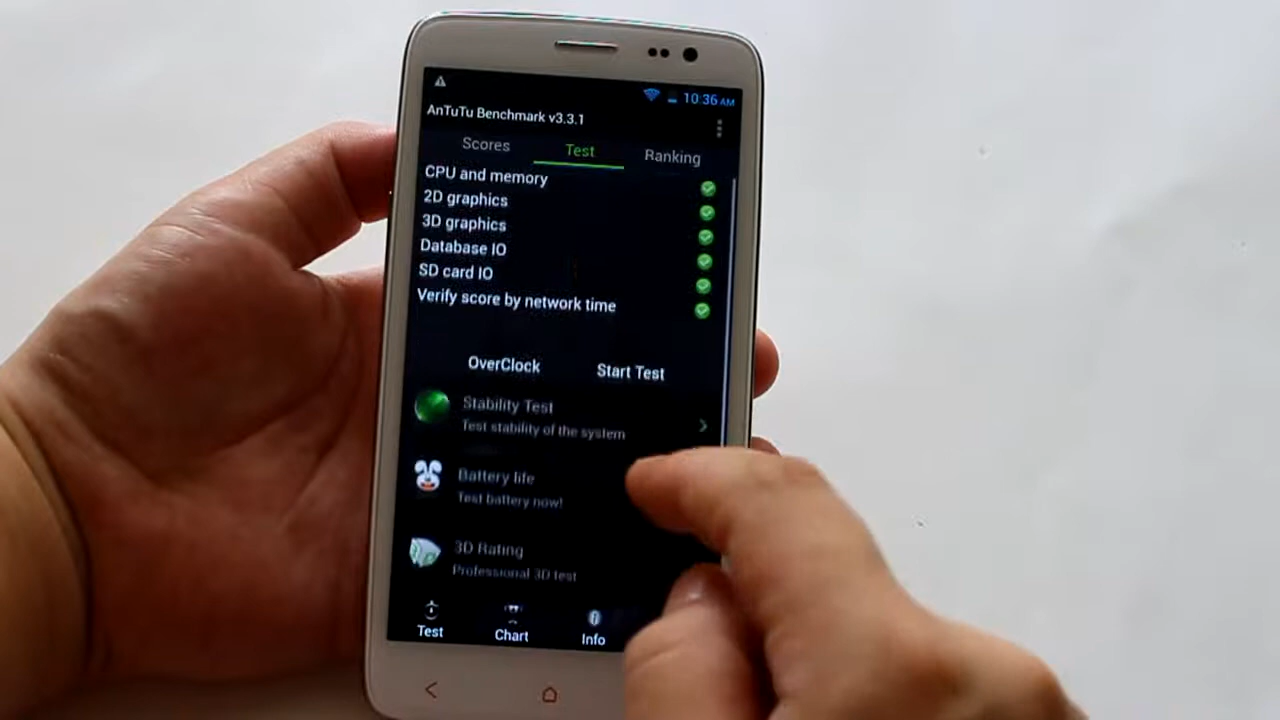 10:36 AM
AnTuTu Benchmark v3.3.1
Scores Test Ranking
CPU and memory
2D graphics
3D graphics
Database IO
SD card IO
Verify score by network time
OverClock Start Test
Stability Test
Test stability of the system
Battery life
Test battery now!
3D Rating
Professional 3D test
Test Chart Info